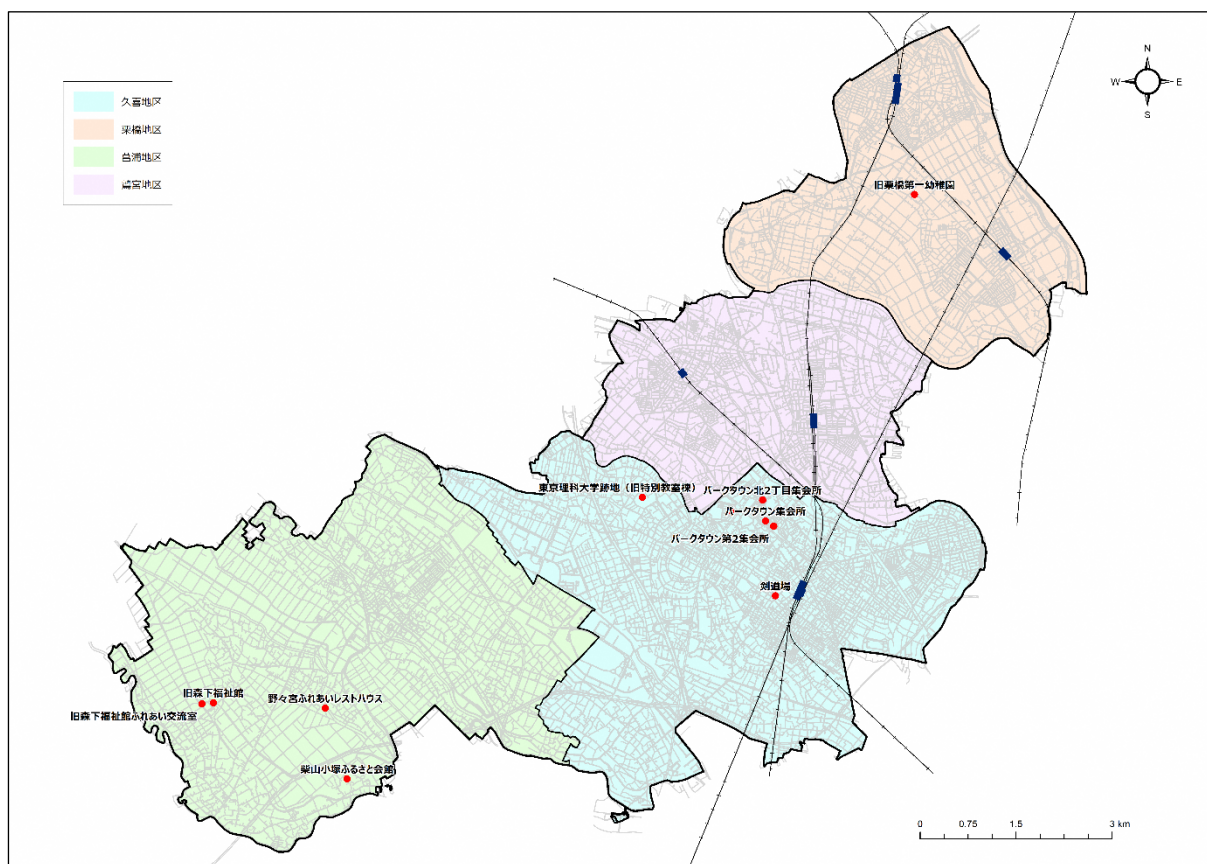 N
W
E
S
久喜地区
栗橋地区
菖蒲地区
鷲宮地区
旧栗橋第一幼稚園
東京理科大学跡地（旧特別教室棟）
パークタウン北2丁目集会所
パークタウン集会所
パークタウン第2集会所
剣道場
旧森下福祉館
野々宮ふれあいレストハウス
旧森下福祉館ふれあい交流室
柴山小塚ふるさと会館
0 0.75 1.5 3 km